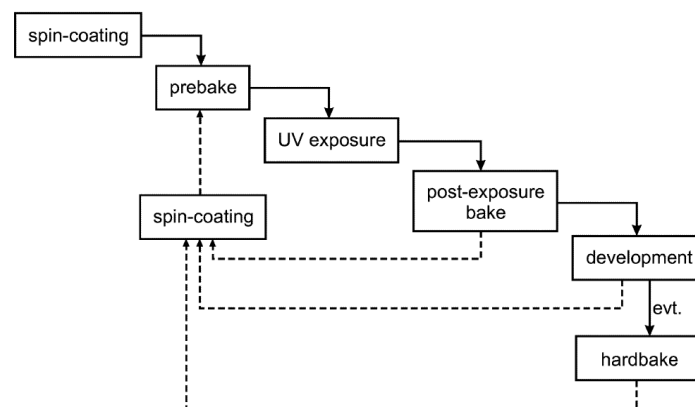 spin-coating
prebake
UV exposure
post-exposure
bake
spin-coating
development
evt.
hardbake